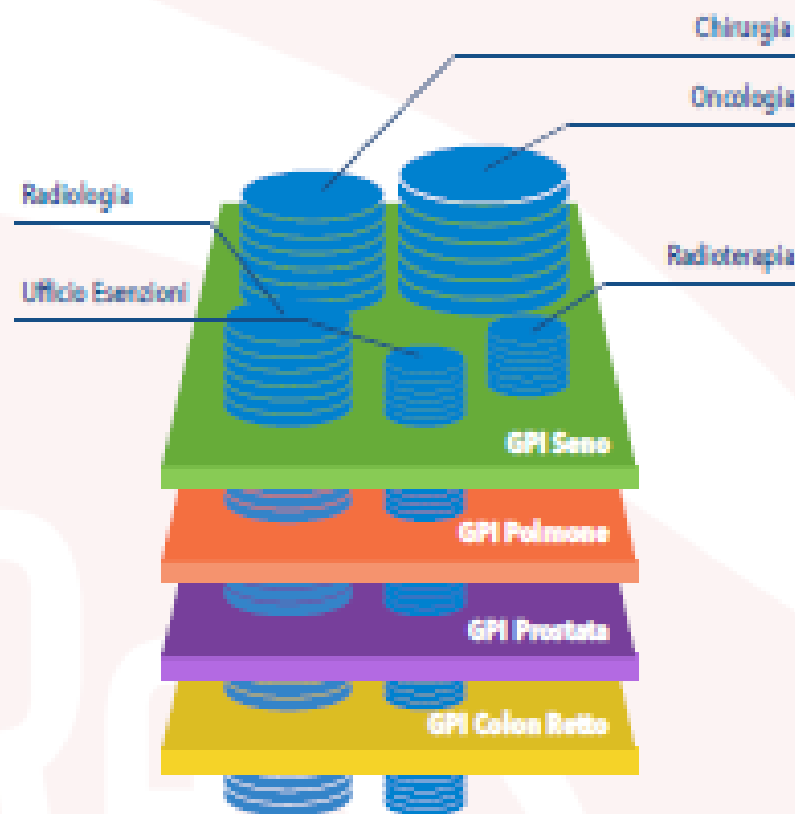 Chirurgia
Oncologia
Radiologia
Radioterapia
Ufficio Esenzioni
GPI Seno
GPI Polmone
GPI Prostata
GPI Colon Retto